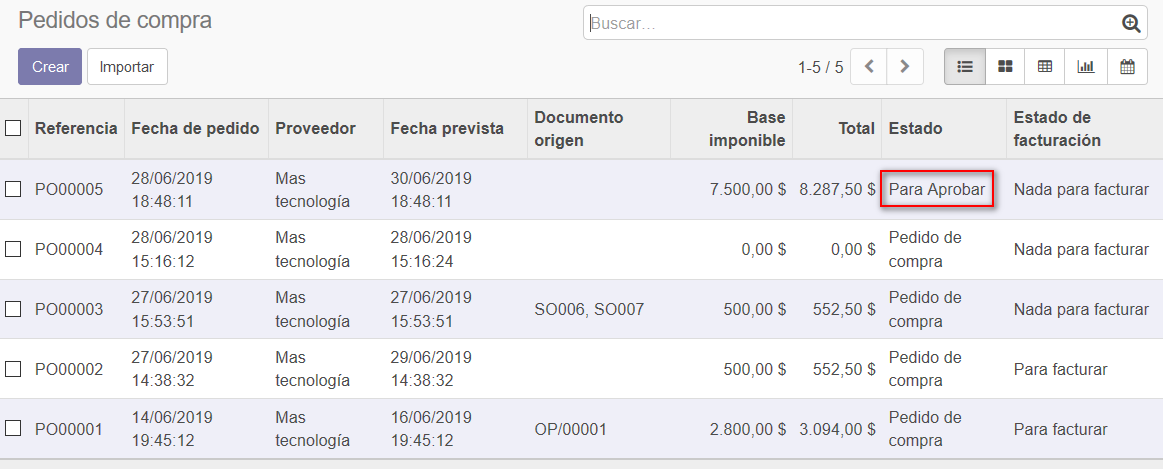 Pedidos de compra
Buscar...
Crear Importar
1-5 / 5
Referencia Fecha de pedido Proveedor Fecha prevista Documento origen Base imponible Total Estado Estado de facturación
PO00005 28/06/2019 18:48:11 Mas tecnología 30/06/2019 18:48:11 7.500,00 $ 8.287,50 $ Para Aprobar Nada para facturar
PO00004 28/06/2019 15:16:12 Mas tecnología 28/06/2019 15:16:24 0,00 $ 0,00 $ Pedido de compra Nada para facturar
PO00003 27/06/2019 15:53:51 Mas tecnología 27/06/2019 15:53:51 SO006, SO007 500,00 $ 552,50 $ Pedido de compra Nada para facturar
PO00002 27/06/2019 14:38:32 Mas tecnología 29/06/2019 14:38:32 500,00 $ 552,50 $ Pedido de compra Para facturar
PO00001 14/06/2019 19:45:12 Mas tecnología 16/06/2019 19:45:12 OP/00001 2.800,00 $ 3.094,00 $ Pedido de compra Para facturar